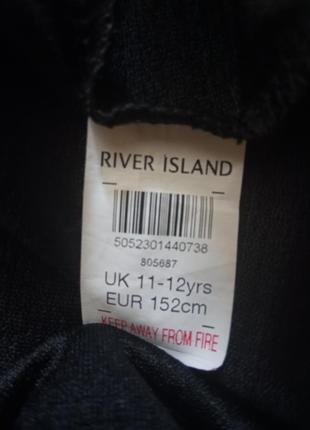 RIVER ISLAND
5052301440738
805687
UK 11-12yrs
EUR 152cm
KEEP AWAY FROM FIRE